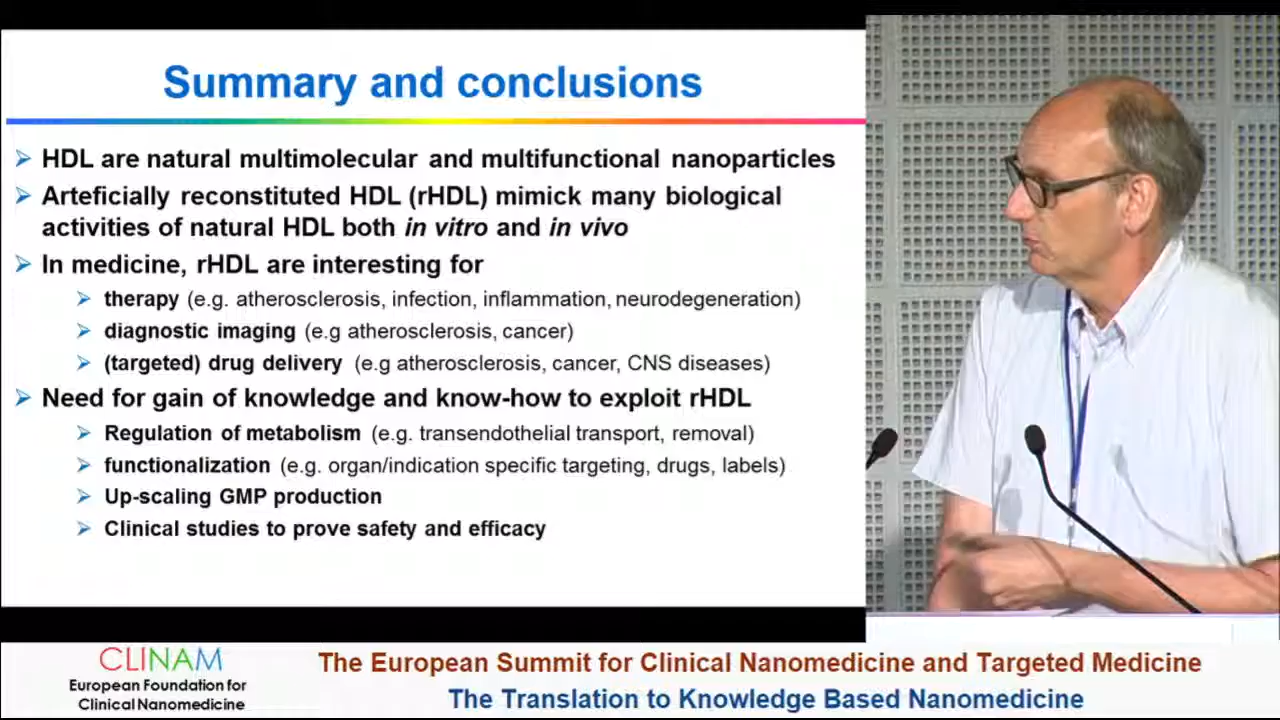 Summary and conclusions
HDL are natural multimolecular and multifunctional nanoparticles
Arteficially reconstituted HDL (rHDL) mimick many biological
activities of natural HDL both in vitro and in vivo
In medicine, rHDL are interesting for
therapy (e.g. atherosclerosis, infection, inflammation, neurodegeneration)
diagnostic imaging (e.g atherosclerosis, cancer)
(targeted) drug delivery (e.g atherosclerosis, cancer, CNS diseases)
Need for gain of knowledge and know-how to exploit rHDL
Regulation of metabolism (e.g. transendothelial transport, removal)
functionalization (e.g. organ/indication specific targeting, drugs, labels)
Up-scaling GMP production
Clinical studies to prove safety and efficacy
CLINAM
European Foundation for
Clinical Nanomedicine
The European Summit for Clinical Nanomedicine and Targeted Medicine
The Translation to Knowledge Based Nanomedicine